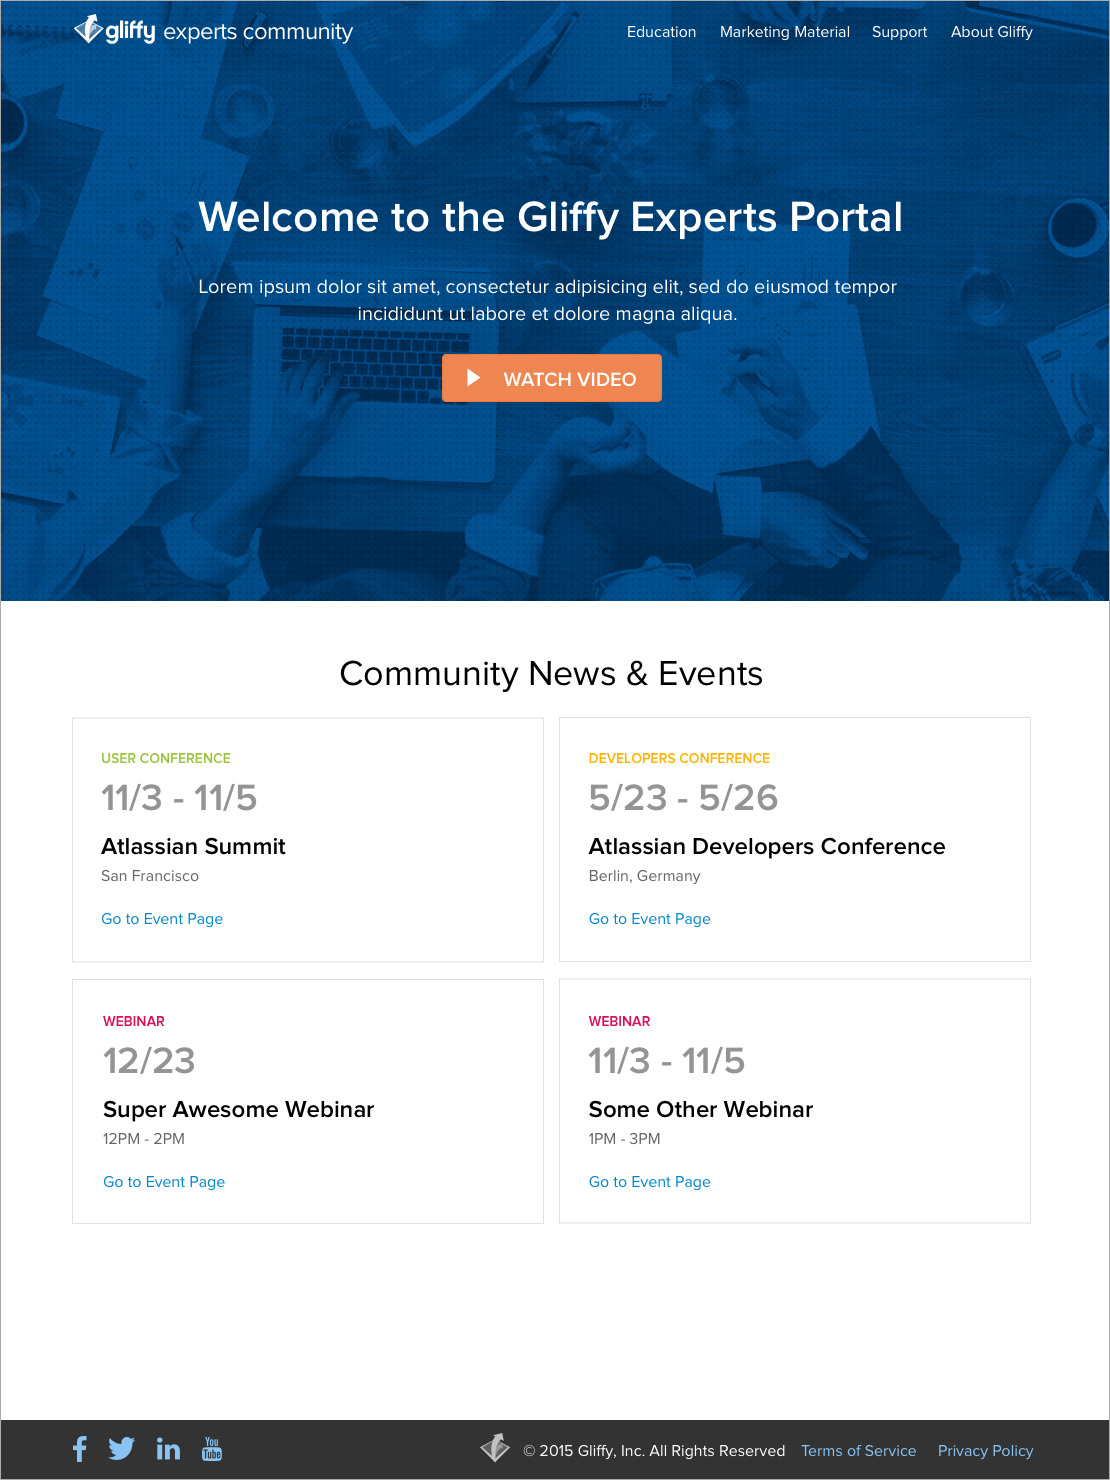 gliffy experts community
Education Marketing Material Support About Gliffy
Welcome to the Gliffy Experts Portal
Lorem ipsum dolor sit amet, consectetur adipisicing elit, sed do eiusmod tempor
incididunt ut labore et dolore magna aliqua.
WATCH VIDEO
Community News & Events
USER CONFERENCE
11/3 - 11/5
Atlassian Summit
San Francisco
Go to Event Page
DEVELOPERS CONFERENCE
5/23 - 5/26
Atlassian Developers Conference
Berlin, Germany
Go to Event Page
WEBINAR
12/23
Super Awesome Webinar
12PM - 2PM
Go to Event Page
WEBINAR
11/3 - 11/5
Some Other Webinar
1PM - 3PM
Go to Event Page
You
Tube
© 2015 Gliffy, Inc. All Rights Reserved Terms of Service Privacy Policy